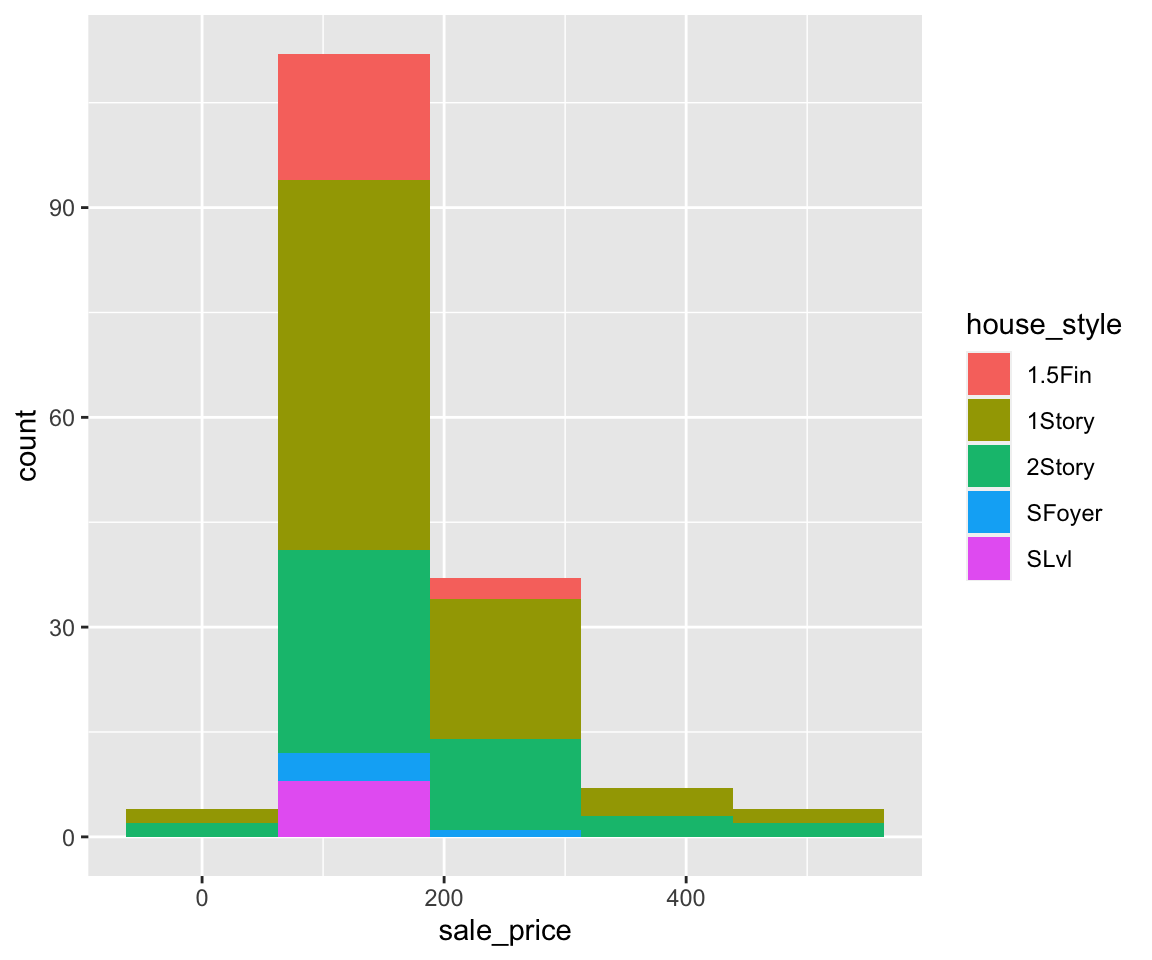 90
60
30
0
count
0
200
400
sale_price
house_style
1.5Fin
1Story
2Story
SFoyer
SLvl